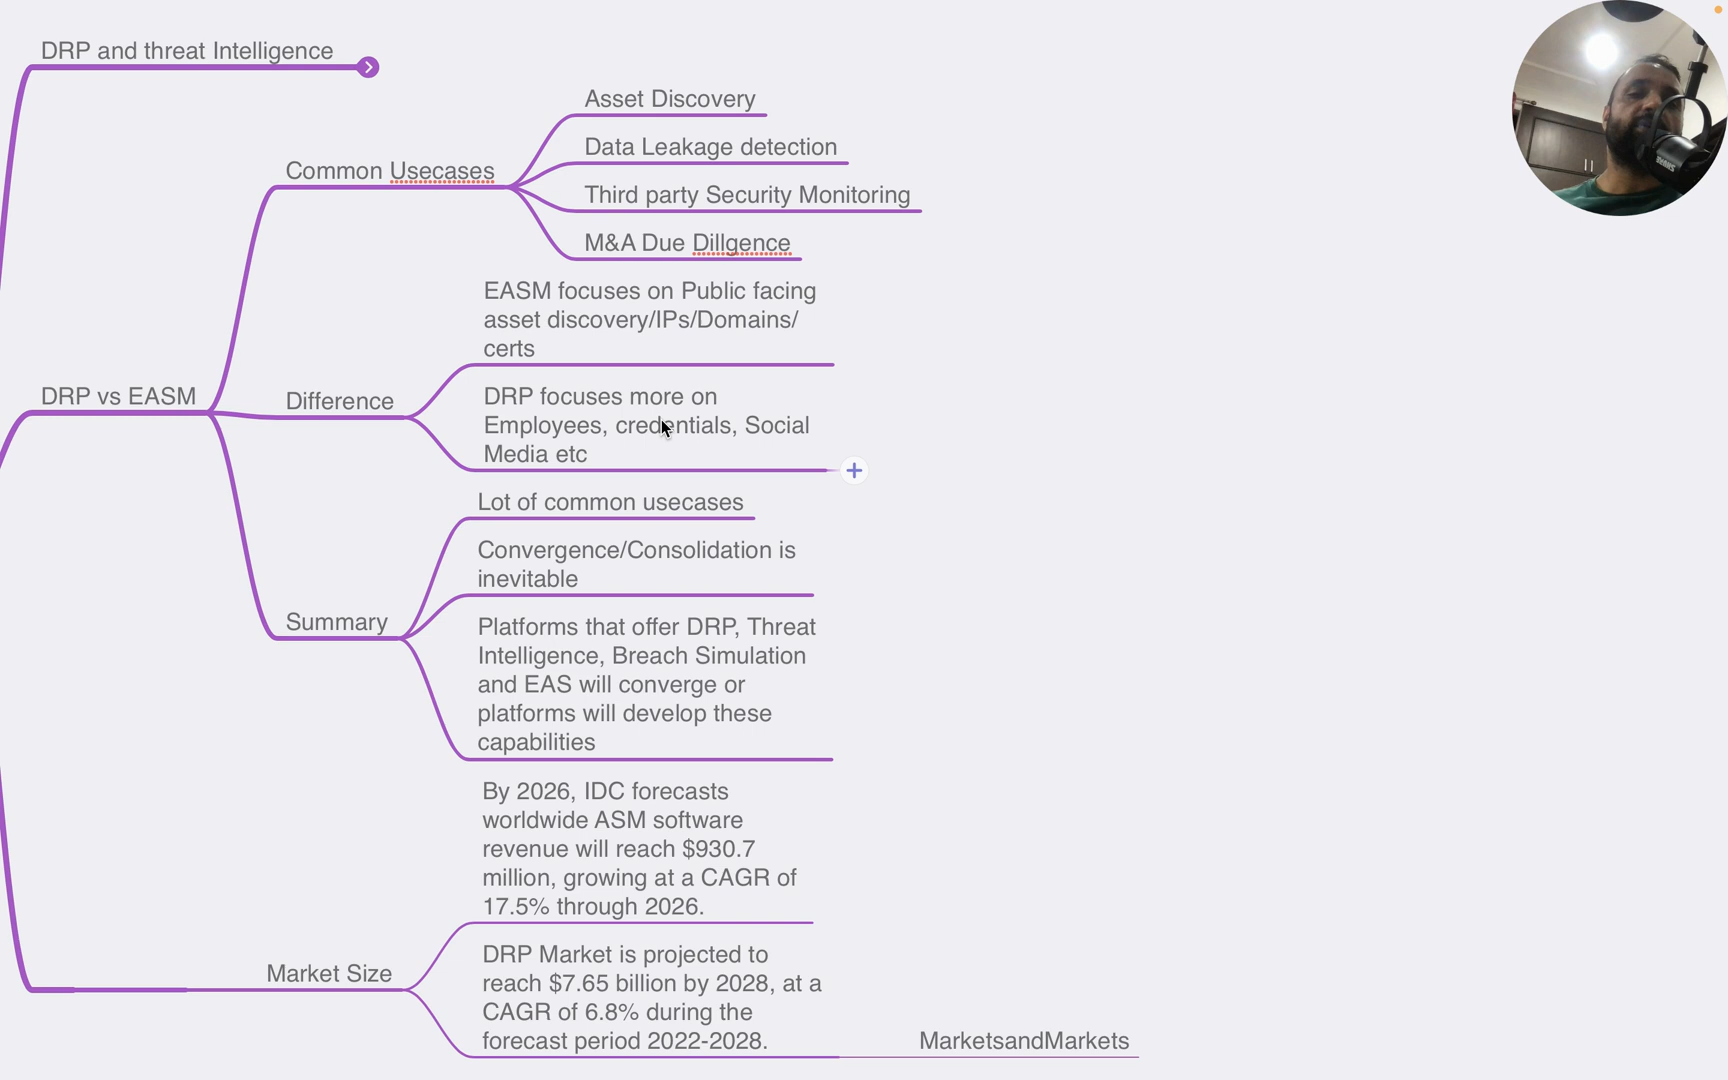 DRP and threat Intelligence
Asset Discovery
Data Leakage detection
Common Usecases
Third party Security Monitoring
M&A Due Dillgence
EASM focuses on Public facing
asset discovery/IPs/Domains/
certs
DRP vs EASM
Difference
DRP focuses more on
Employees, credentials, Social
Media etc
Lot of common usecases
Convergence/Consolidation is
inevitable
Summary
Platforms that offer DRP, Threat
Intelligence, Breach Simulation
and EAS will converge or
platforms will develop these
capabilities
By 2026, IDC forecasts
worldwide ASM software
revenue will reach $930.7
million, growing at a CAGR of
17.5% through 2026.
Market Size
DRP Market is projected to
reach $7.65 billion by 2028, at a
CAGR of 6.8% during the
forecast period 2022-2028.
MarketsandMarkets